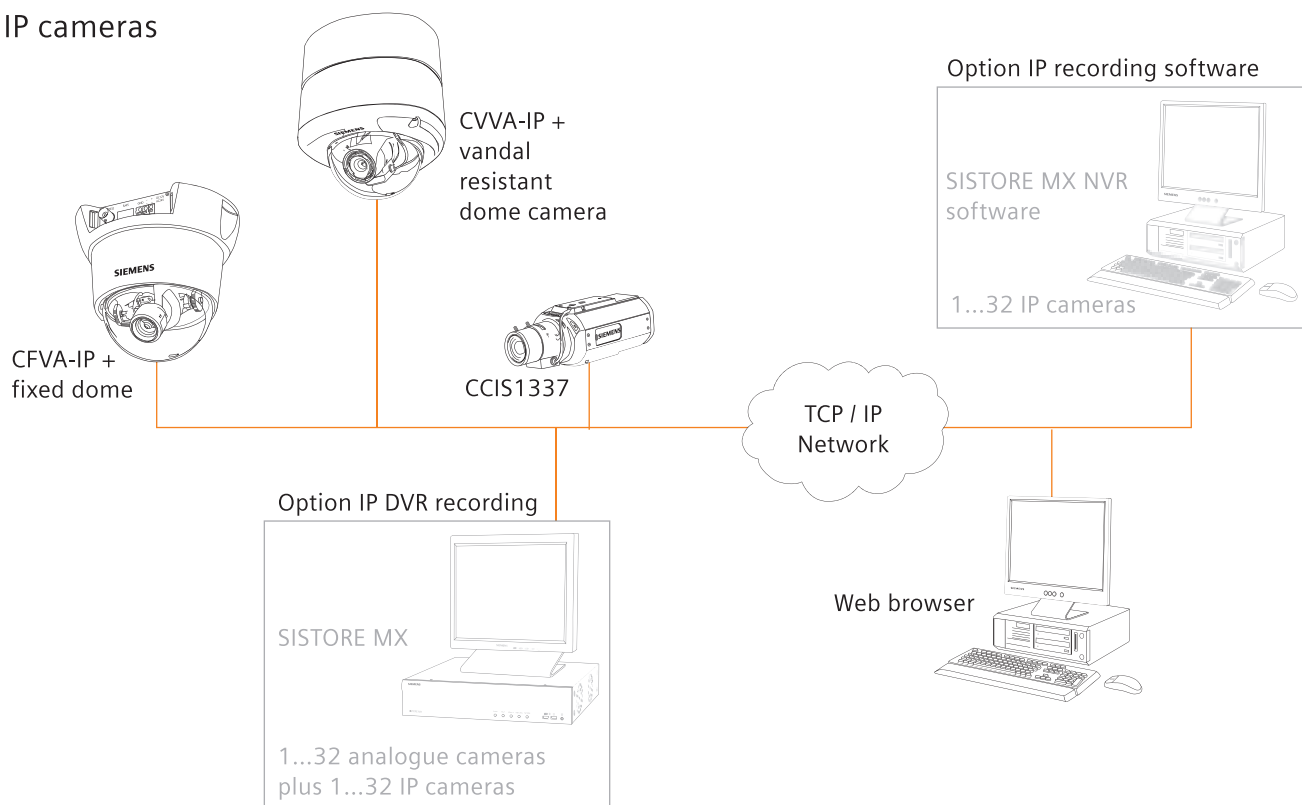 IP cameras
CVVA-IP +
vandal
resistant
dome camera
SIEMENS
SIEMENS
CFVA-IP +
fixed dome
SIEMENS
CCIS1337
Option IP recording software
SISTORE MX NVR
software
1...32 IP cameras
TCP / IP
Network
Option IP DVR recording
SISTORE MX
1...32 analogue cameras
plus 1...32 IP cameras
Web browser